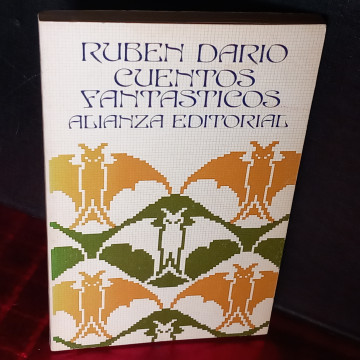 RUBEN DARIO
CUENTOS
FANTASTICOS
ALIANZA EDITORIAL